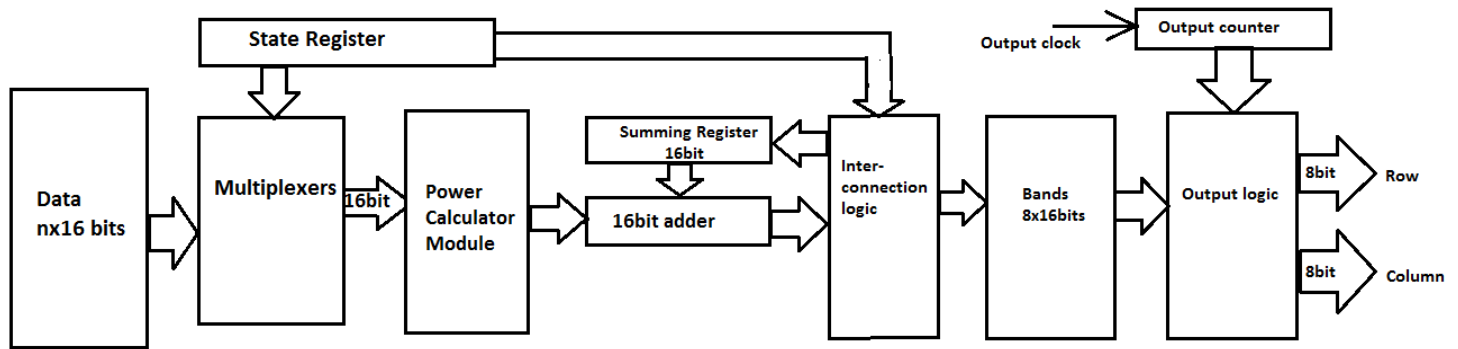 State Register
Output clock
Output counter
Data
nx16 bits
Multiplexers
16bit
Power
Calculator
Module
Summing Register
16bit
16bit adder
Inter-
connection
logic
Bands
8x16bits
Output logic
8bit
Row
8bit
Column